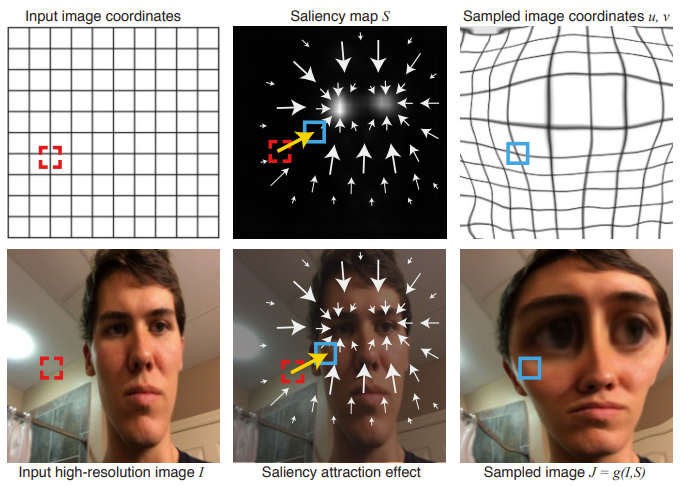 Input image coordinates
Saliency map S
Sampled image coordinates u, v
Input high-resolution image I
Saliency attraction effect
Sampled image J = g(I,S)